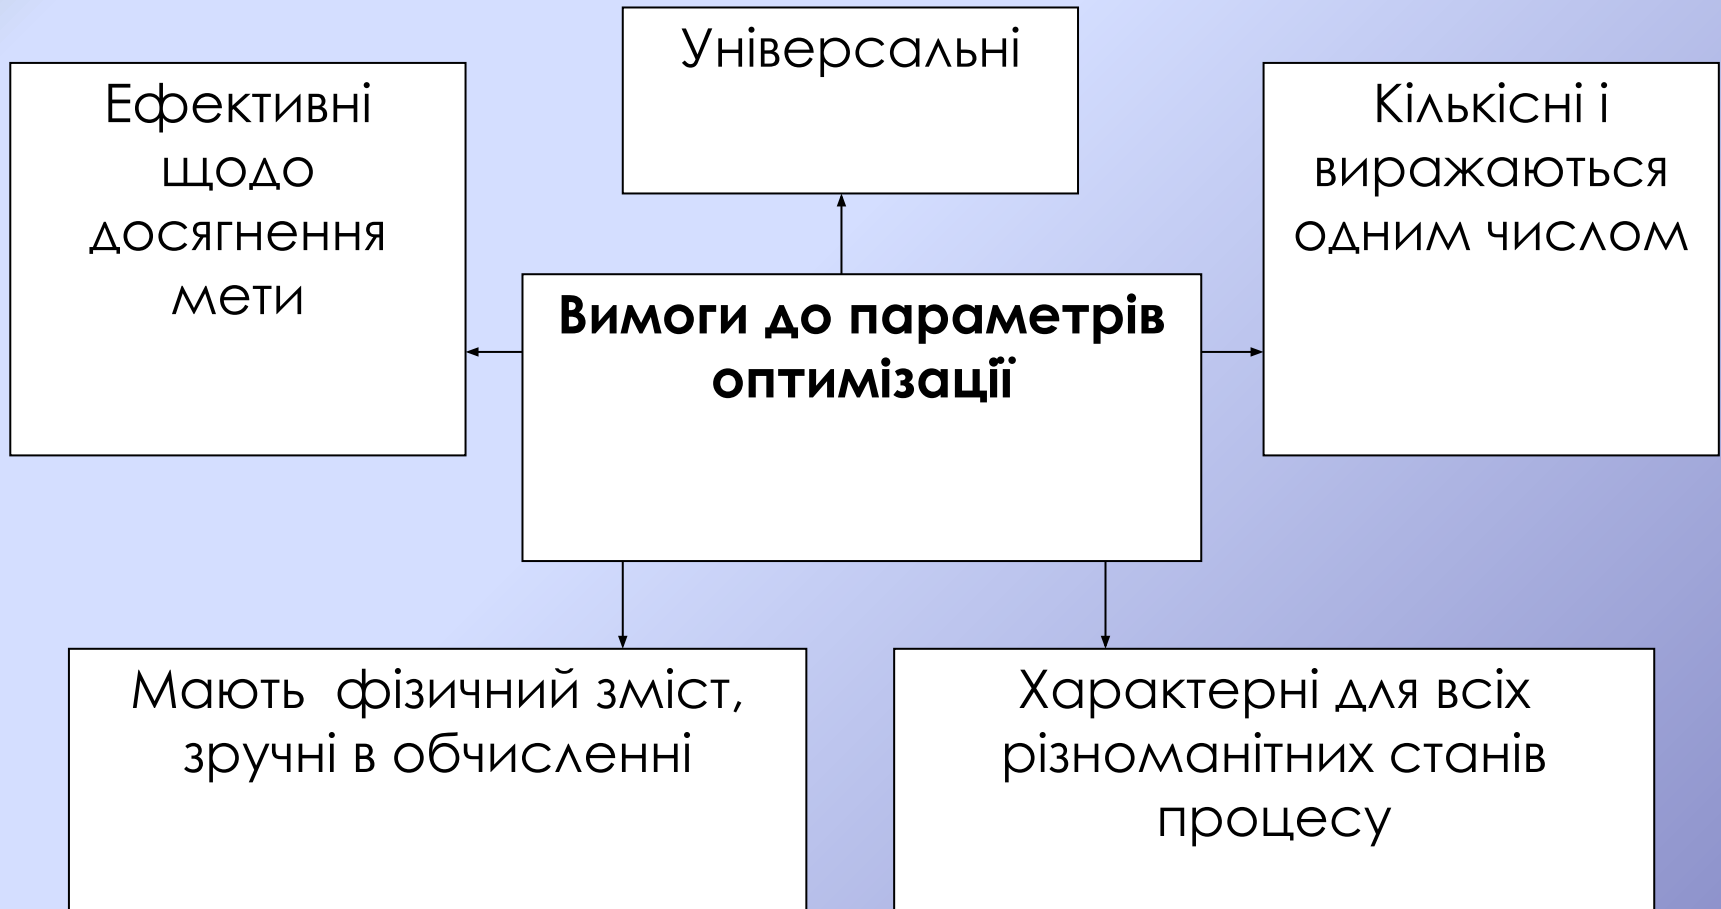 Універсальні
Ефективні
щодо
досягнення
мети
Кількісні і
виражаються
одним числом
Вимоги до параметрів
оптимізації
Мають фізичний зміст,
зручні в обчисленні
Характерні для всіх
різноманітних станів
процесу